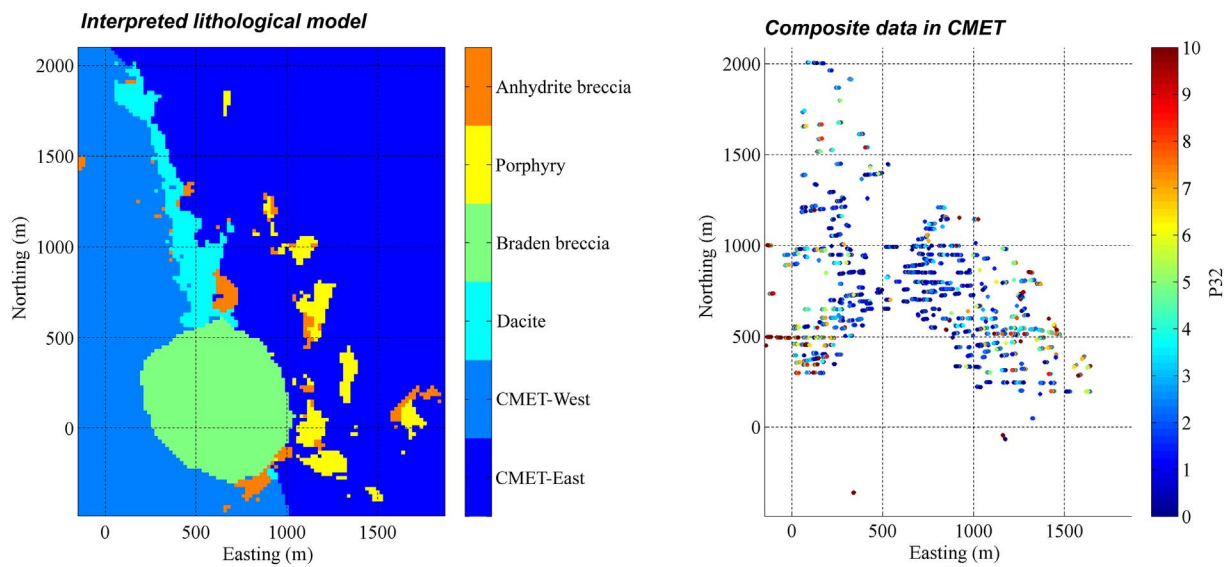 Interpreted lithological model
2000
1500
1000
500
0
Northing (m)
0
500
1000
1500
Easting (m)
Anhydrite breccia
Porphyry
Braden breccia
Dacite
CMET-West
CMET-East
Composite data in CMET
2000
1500
1000
500
0
Northing (m)
0
500
1000
1500
Easting (m)
10
9
8
7
6
5
4
3
2
1
0
P32